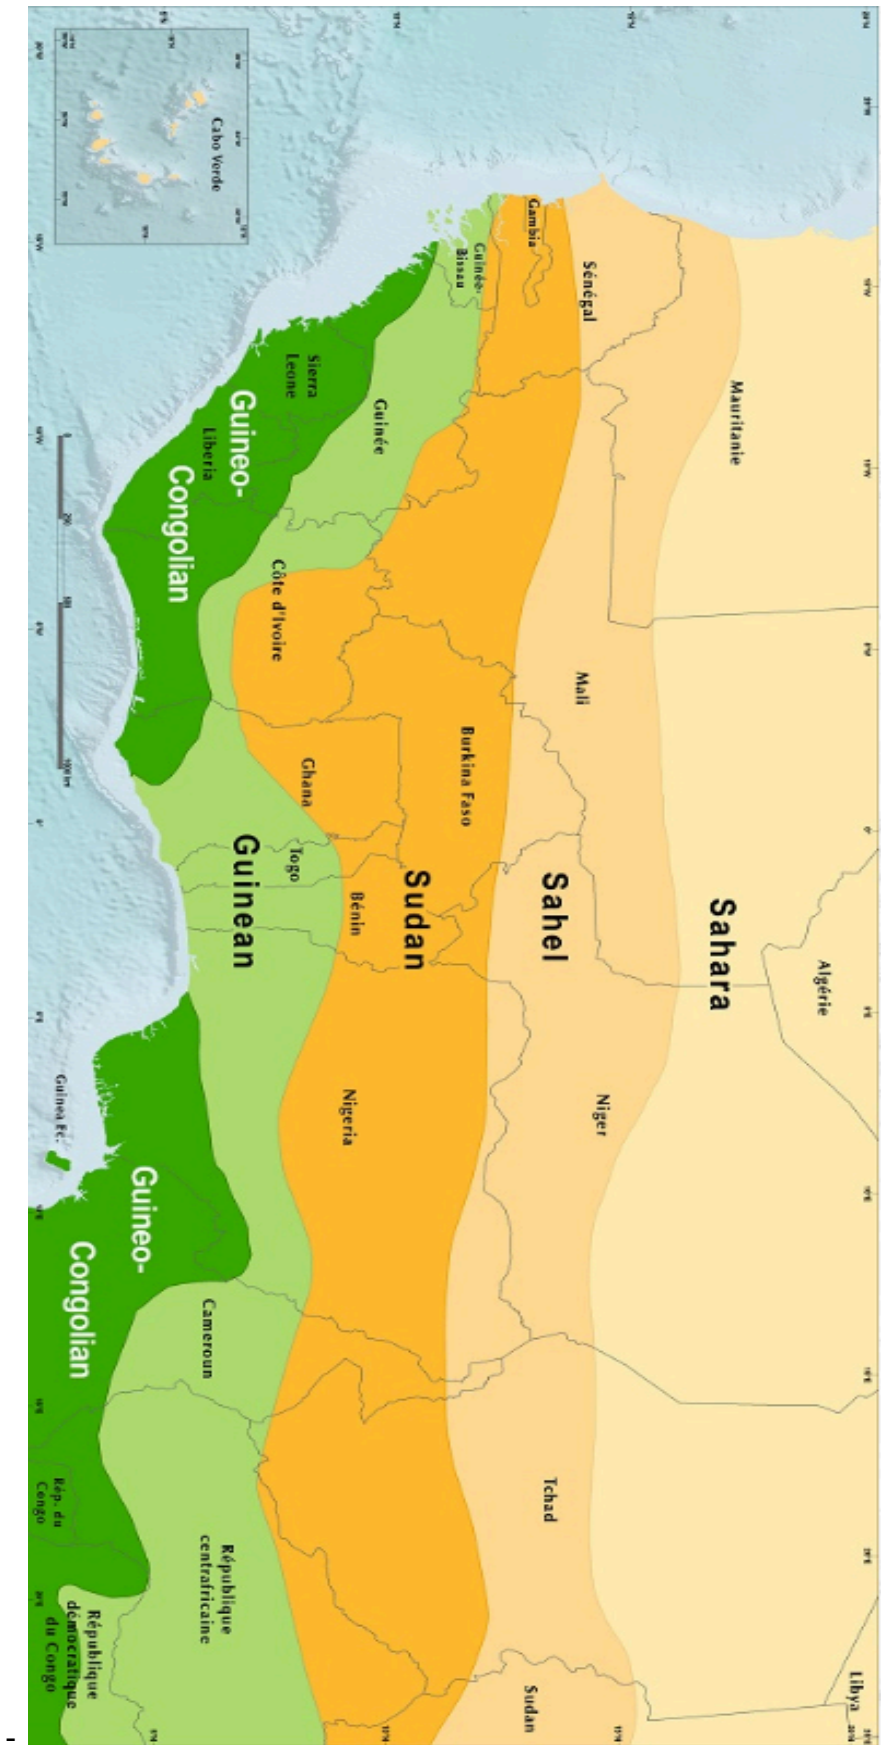 Cabo Verde
Sahara
Sahel
Sudan
Guinean
Guineo-
Congolian
Guineo-
Congolian
Mauritanie
Algérie
Libya
Sénégal
Gambia
Guinée-
Bissau
Guinée
Sierra
Leone
Liberia
Côte d'Ivoire
Mali
Burkina Faso
Ghana
Togo
Bénin
Niger
Nigeria
Guinea Ec.
Cameroun
Tchad
Sudan
République
centrafricaine
Rép. du
Congo
République
démocratique
du Congo
-